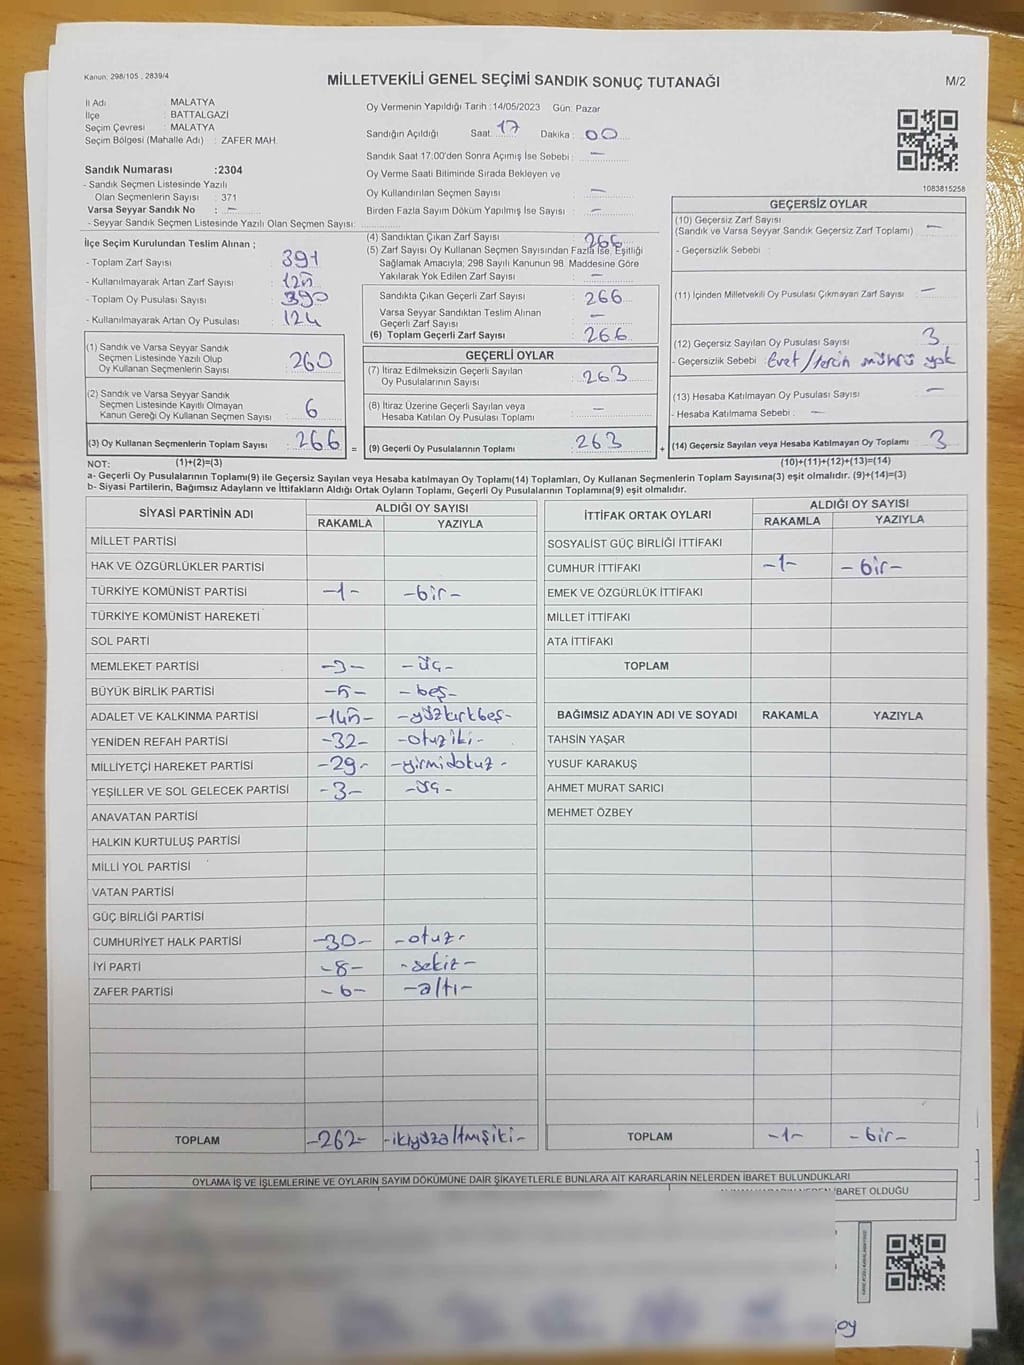 Kanun: 298/105 , 2839/4
MİLLETVEKİLİ GENEL SEÇİMİ SANDIK SONUÇ TUTANAĞI
M/2
İl Adı : MALATYA
İlçe : BATTALGAZİ
Seçim Çevresi : MALATYA
Seçim Bölgesi (Mahalle Adı) : ZAFER MAH.
Oy Vermenin Yapıldığı Tarih :14/05/2023 Gün: Pazar
Sandığın Açıldığı Saat: 17 Dakika : 00
Sandık Saat 17:00'den Sonra Açımış İse Sebebi : —
Oy Verme Saati Bitiminde Sırada Bekleyen ve
Oy Kullandırılan Seçmen Sayısı : —
Birden Fazla Sayım Döküm Yapılmış İse Sayısı : —
1083815258
Sandık Numarası :2304
- Sandık Seçmen Listesinde Yazılı
Olan Seçmenlerin Sayısı : 371
Varsa Seyyar Sandık No : —
- Seyyar Sandık Seçmen Listesinde Yazılı Olan Seçmen Sayısı:
İlçe Seçim Kurulundan Teslim Alınan ;
- Toplam Zarf Sayısı : 391
- Kullanılmayarak Artan Zarf Sayısı : 125
- Toplam Oy Pusulası Sayısı : 390
- Kullanılmayarak Artan Oy Pusulası : 124
(1) Sandık ve Varsa Seyyar Sandık
Seçmen Listesinde Yazılı Olup
Oy Kullanan Seçmenlerin Sayısı : 260
(2) Sandık ve Varsa Seyyar Sandık
Seçmen Listesinde Kayıtlı Olmayan
Kanun Gereği Oy Kullanan Seçmen Sayısı : 6
(3) Oy Kullanan Seçmenlerin Toplam Sayısı : 266
(1)+(2)=(3)
(4) Sandıktan Çıkan Zarf Sayısı : 266
(5) Zarf Sayısı Oy Kullanan Seçmen Sayısından Fazla İse, Eşitliği
Sağlamak Amacıyla, 298 Sayılı Kanunun 98. Maddesine Göre
Yakılarak Yok Edilen Zarf Sayısı : —
Sandıkta Çıkan Geçerli Zarf Sayısı : 266
Varsa Seyyar Sandıktan Teslim Alınan
Geçerli Zarf Sayısı : —
(6) Toplam Geçerli Zarf Sayısı : 266
GEÇERLİ OYLAR
(7) İtiraz Edilmeksizin Geçerli Sayılan
Oy Pusulalarının Sayısı : 263
(8) İtiraz Üzerine Geçerli Sayılan veya
Hesaba Katılan Oy Pusulaları Toplamı : —
= (9) Geçerli Oy Pusulalarının Toplamı : 263
GEÇERSİZ OYLAR
(10) Geçersiz Zarf Sayısı
(Sandık ve Varsa Seyyar Sandık Geçersiz Zarf Toplamı) : —
- Geçersizlik Sebebi :
(11) İçinden Milletvekili Oy Pusulası Çıkmayan Zarf Sayısı : —
(12) Geçersiz Sayılan Oy Pusulası Sayısı : 3
- Geçersizlik Sebebi : Evet/tercih mührü yok
(13) Hesaba Katılmayan Oy Pusulası Sayısı : —
- Hesaba Katılmama Sebebi : —
+ (14) Geçersiz Sayılan veya Hesaba Katılmayan Oy Toplamı : 3
(10)+(11)+(12)+(13)=(14)
NOT:
a- Geçerli Oy Pusulalarının Toplamı(9) ile Geçersiz Sayılan veya Hesaba katılmayan Oy Toplamı(14) Toplamları, Oy Kullanan Seçmenlerin Toplam Sayısına(3) eşit olmalıdır. (9)+(14)=(3)
b- Siyasi Partilerin, Bağımsız Adayların ve İttifakların Aldığı Ortak Oyların Toplamı, Geçerli Oy Pusulalarının Toplamına(9) eşit olmalıdır.
SİYASİ PARTİNİN ADI ALDIĞI OY SAYISI
RAKAMLA YAZIYLA
MİLLET PARTİSİ
HAK VE ÖZGÜRLÜKLER PARTİSİ
TÜRKİYE KOMÜNİST PARTİSİ -1- -bir-
TÜRKİYE KOMÜNİST HAREKETİ
SOL PARTİ
MEMLEKET PARTİSİ -3- -üç-
BÜYÜK BİRLİK PARTİSİ -5- -beş-
ADALET VE KALKINMA PARTİSİ -145- -yüzkırkbeş-
YENİDEN REFAH PARTİSİ -32- -otuziki-
MİLLİYETÇİ HAREKET PARTİSİ -29- -yirmidokuz-
YEŞİLLER VE SOL GELECEK PARTİSİ -3- -üç-
ANAVATAN PARTİSİ
HALKIN KURTULUŞ PARTİSİ
MİLLİ YOL PARTİSİ
VATAN PARTİSİ
GÜÇ BİRLİĞİ PARTİSİ
CUMHURİYET HALK PARTİSİ -30- -otuz-
İYİ PARTİ -8- -sekiz-
ZAFER PARTİSİ -6- -altı-
TOPLAM -262- -ikiyüzaltmışiki-
İTTİFAK ORTAK OYLARI ALDIĞI OY SAYISI
RAKAMLA YAZIYLA
SOSYALİST GÜÇ BİRLİĞİ İTTİFAKI
CUMHUR İTTİFAKI -1- -bir-
EMEK VE ÖZGÜRLÜK İTTİFAKI
MİLLET İTTİFAKI
ATA İTTİFAKI
TOPLAM
BAĞIMSIZ ADAYIN ADI VE SOYADI RAKAMLA YAZIYLA
TAHSİN YAŞAR
YUSUF KARAKUŞ
AHMET MURAT SARICI
MEHMET ÖZBEY
TOPLAM -1- -bir-
OYLAMA İŞ VE İŞLEMLERİNE VE OYLARIN SAYIM DÖKÜMÜNE DAİR ŞİKAYETLERLE BUNLARA AİT KARARLARIN NELERDEN İBARET BULUNDUKLARI
İBARET OLDUĞU